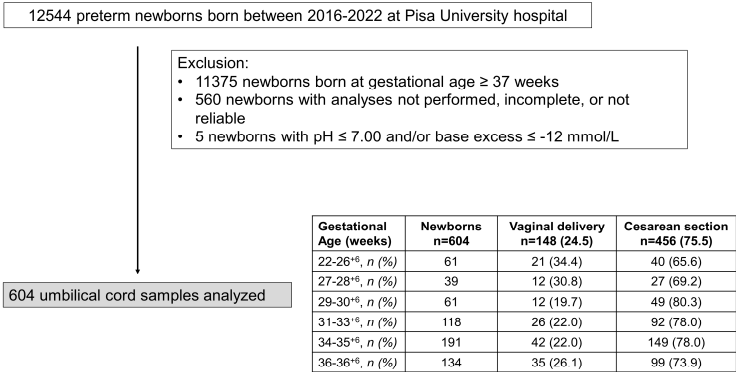 12544 preterm newborns born between 2016-2022 at Pisa University hospital
Exclusion:
• 11375 newborns born at gestational age ≥ 37 weeks
• 560 newborns with analyses not performed, incomplete, or not
reliable
• 5 newborns with pH ≤ 7.00 and/or base excess ≤ -12 mmol/L
Gestational Age (weeks) Newborns n=604 Vaginal delivery n=148 (24.5) Cesarean section n=456 (75.5)
22-26⁺⁶, n (%) 61 21 (34.4) 40 (65.6)
27-28⁺⁶, n (%) 39 12 (30.8) 27 (69.2)
29-30⁺⁶, n (%) 61 12 (19.7) 49 (80.3)
31-33⁺⁶, n (%) 118 26 (22.0) 92 (78.0)
34-35⁺⁶, n (%) 191 42 (22.0) 149 (78.0)
36-36⁺⁶, n (%) 134 35 (26.1) 99 (73.9)
604 umbilical cord samples analyzed